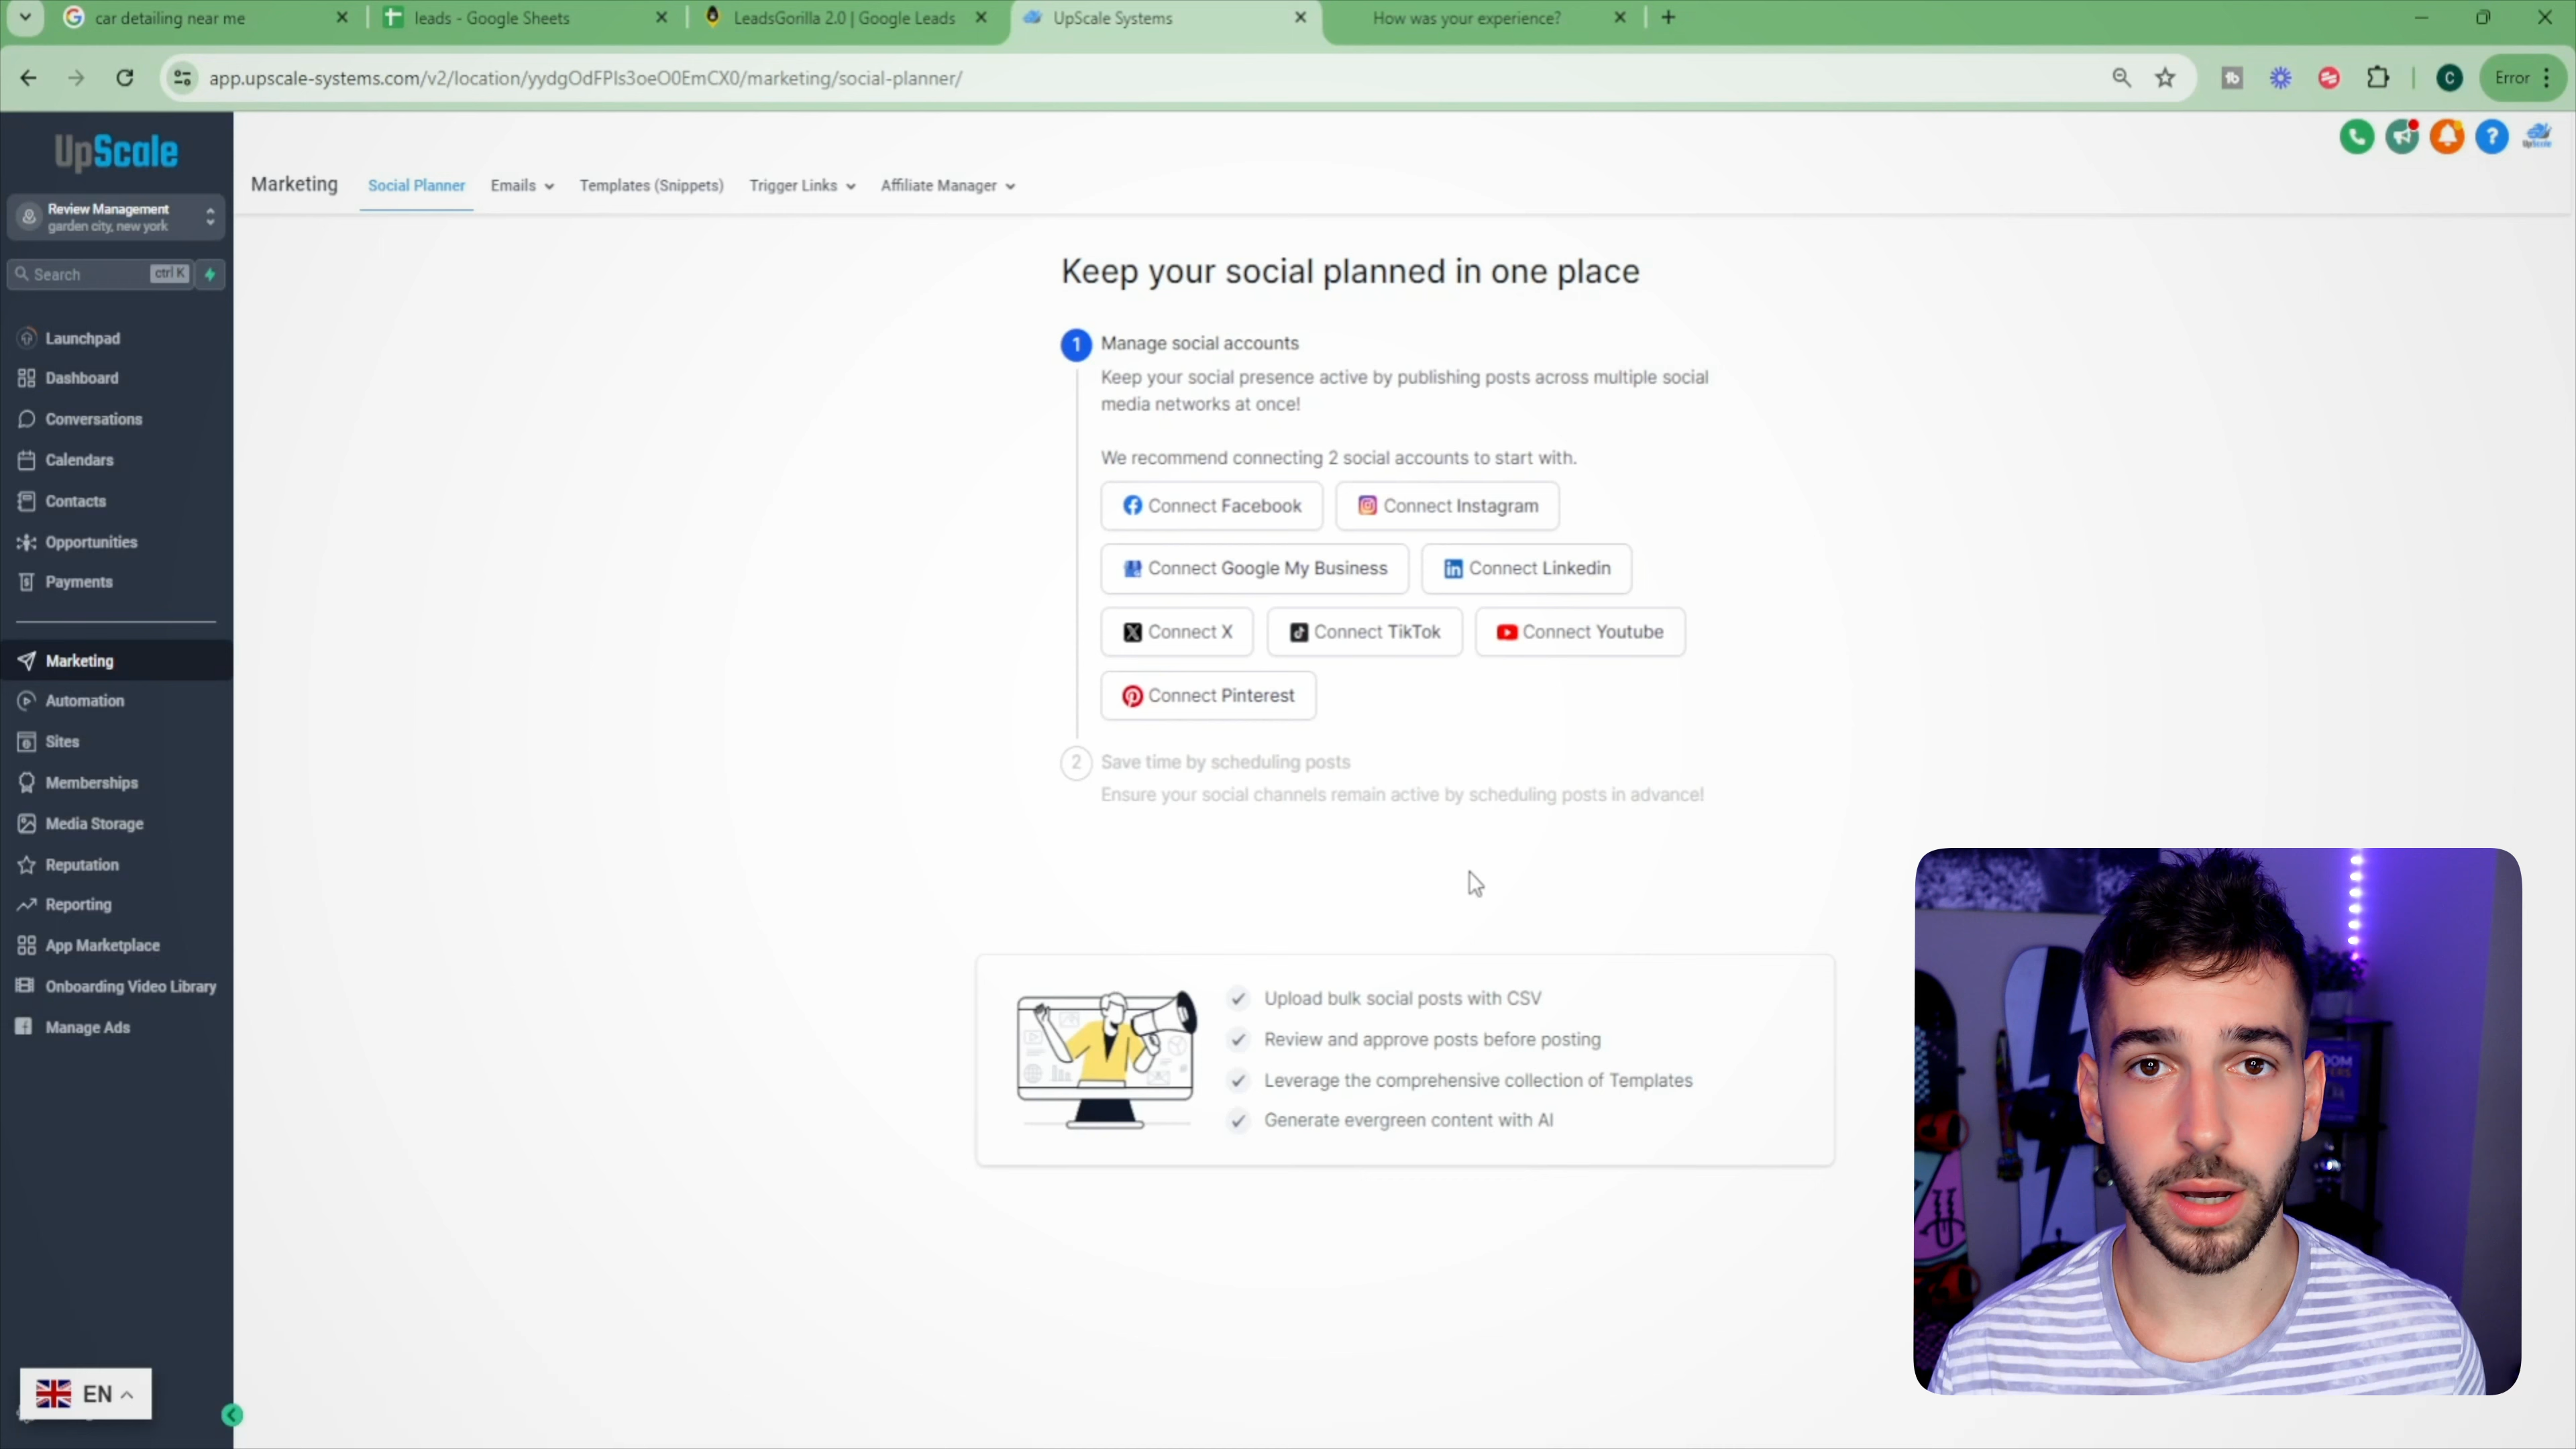 car detailing near me
leads - Google Sheets
LeadsGorilla 2.0 | Google Leads
UpScale Systems
How was your experience?
app.upscale-systems.com/v2/location/yydgOdFPIs3oeO0EmCX0/marketing/social-planner/
C
Error
UpScale
Review Management
garden city, new york
Search
ctrl K
Launchpad
Dashboard
Conversations
Calendars
Contacts
Opportunities
Payments
Marketing
Automation
Sites
Memberships
Media Storage
Reputation
Reporting
App Marketplace
Onboarding Video Library
Manage Ads
EN
Marketing
Social Planner
Emails
Templates (Snippets)
Trigger Links
Affiliate Manager
Keep your social planned in one place
1 Manage social accounts
Keep your social presence active by publishing posts across multiple social
media networks at once!
We recommend connecting 2 social accounts to start with.
Connect Facebook
Connect Instagram
Connect Google My Business
Connect Linkedin
Connect X
Connect TikTok
Connect Youtube
Connect Pinterest
2 Save time by scheduling posts
Ensure your social channels remain active by scheduling posts in advance!
Upload bulk social posts with CSV
Review and approve posts before posting
Leverage the comprehensive collection of Templates
Generate evergreen content with AI